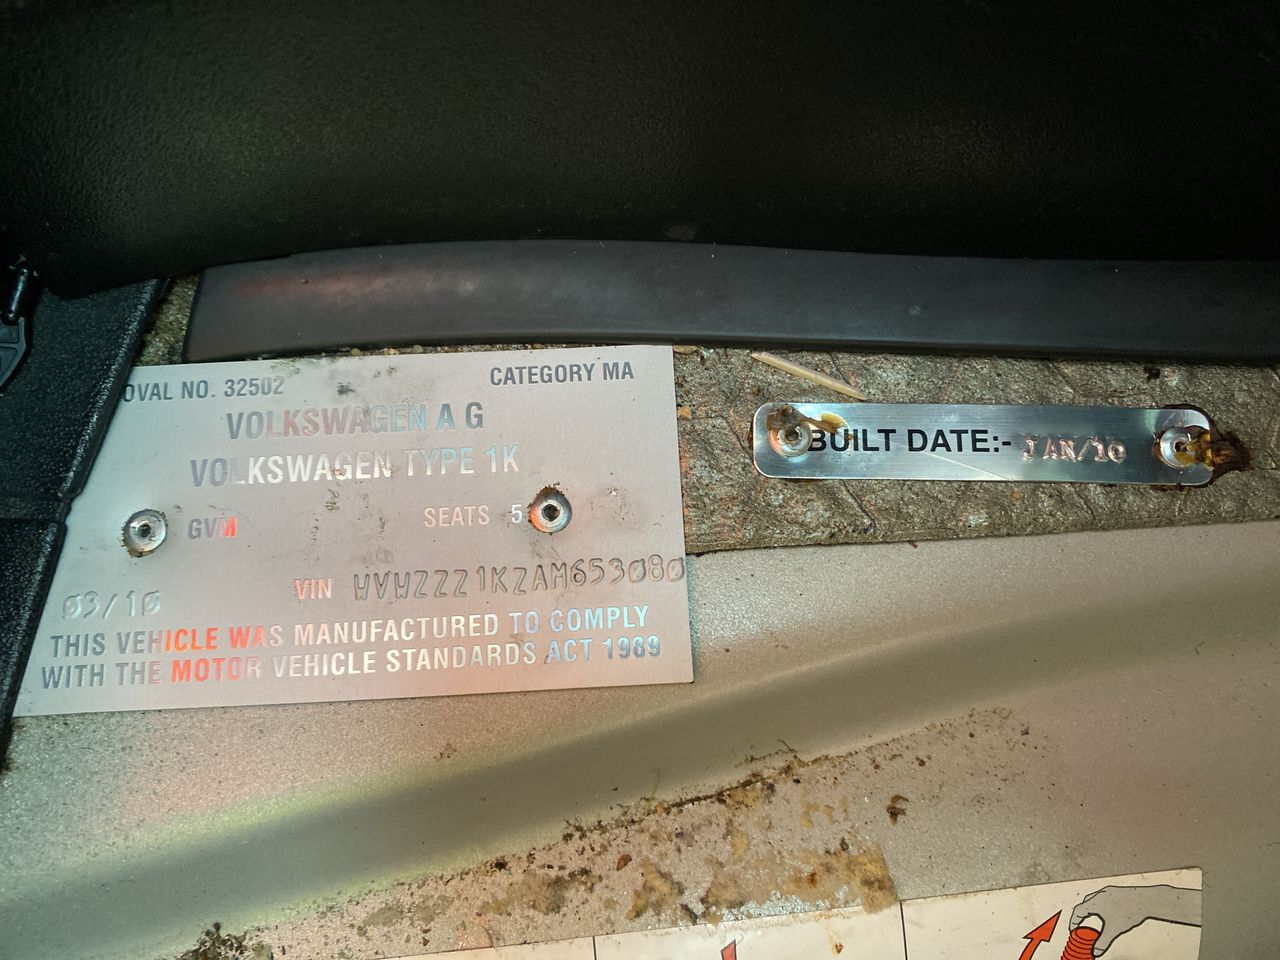 OVAL NO. 32502 CATEGORY MA
VOLKSWAGEN A G
VOLKSWAGEN TYPE 1K
GVM SEATS 5
03/10 VIN WVWZZZ1KZAM653080
THIS VEHICLE WAS MANUFACTURED TO COMPLY
WITH THE MOTOR VEHICLE STANDARDS ACT 1989
BUILT DATE:- JAN/10